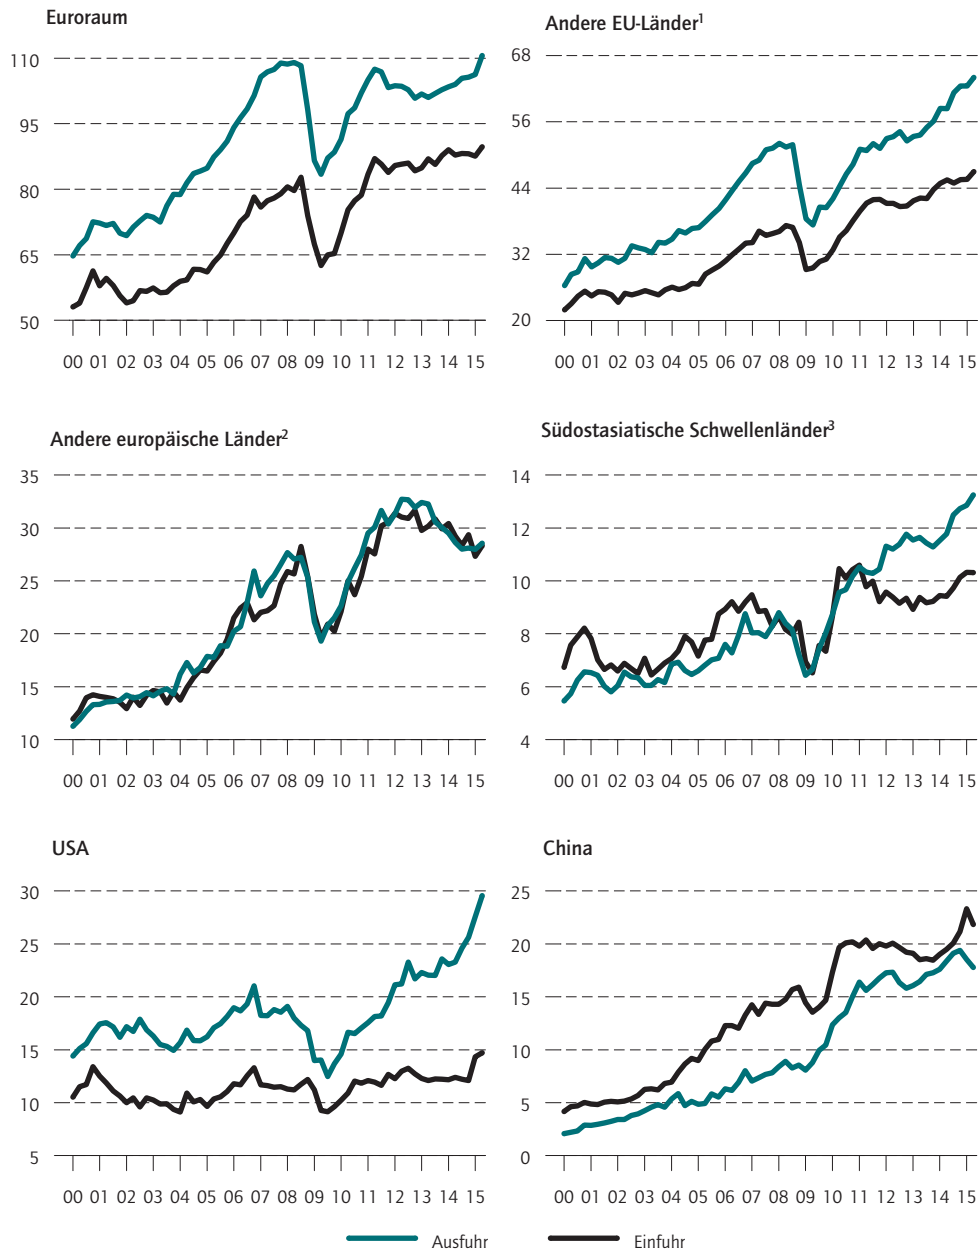 Euroraum
110
95
80
65
50
00 01 02 03 04 05 06 07 08 09 10 11 12 13 14 15
Andere EU-Länder¹
68
56
44
32
20
00 01 02 03 04 05 06 07 08 09 10 11 12 13 14 15
Andere europäische Länder²
35
30
25
20
15
10
00 01 02 03 04 05 06 07 08 09 10 11 12 13 14 15
Südostasiatische Schwellenländer³
14
12
10
8
6
4
00 01 02 03 04 05 06 07 08 09 10 11 12 13 14 15
USA
30
25
20
15
10
5
00 01 02 03 04 05 06 07 08 09 10 11 12 13 14 15
China
25
20
15
10
5
0
00 01 02 03 04 05 06 07 08 09 10 11 12 13 14 15
Ausfuhr Einfuhr